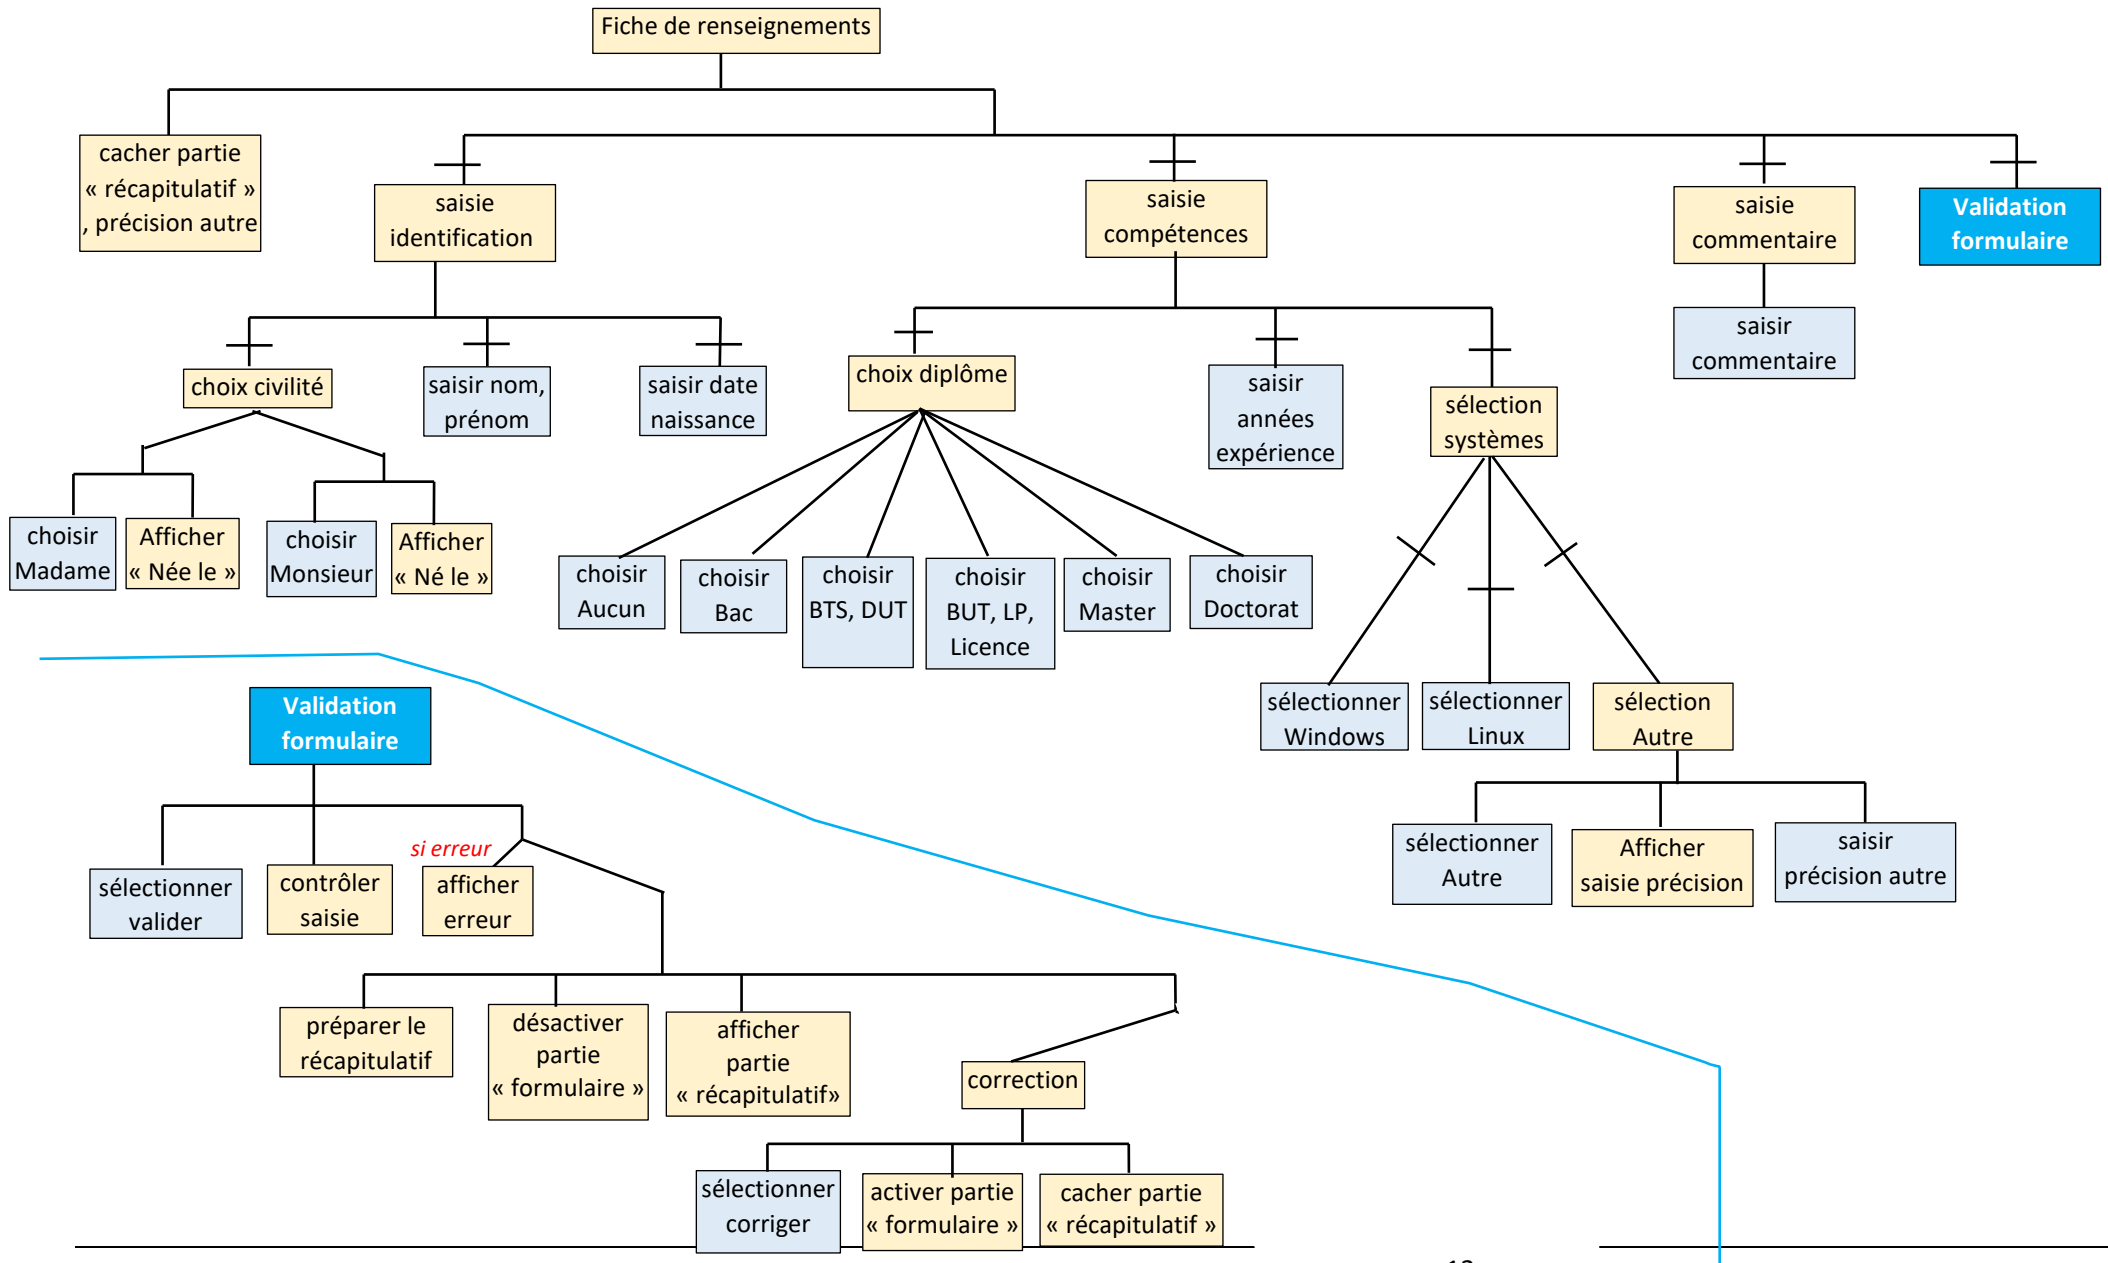 Fiche de renseignements
cacher partie
« récapitulatif »
, précision autre
saisie
identification
saisie
compétences
saisie
commentaire
Validation
formulaire
choix civilité
saisir nom,
prénom
saisir date
naissance
choix diplôme
saisir
années
expérience
sélection
systèmes
saisir
commentaire
choisir
Madame
Afficher
« Née le »
choisir
Monsieur
Afficher
« Né le »
choisir
Aucun
choisir
Bac
choisir
BTS, DUT
choisir
BUT, LP,
Licence
choisir
Master
choisir
Doctorat
sélectionner
Windows
sélectionner
Linux
sélection
Autre
sélectionner
Autre
Afficher
saisie précision
saisir
précision autre
Validation
formulaire
sélectionner
valider
contrôler
saisie
si erreur
afficher
erreur
préparer le
récapitulatif
désactiver
partie
« formulaire »
afficher
partie
« récapitulatif»
correction
sélectionner
corriger
activer partie
« formulaire »
cacher partie
« récapitulatif »